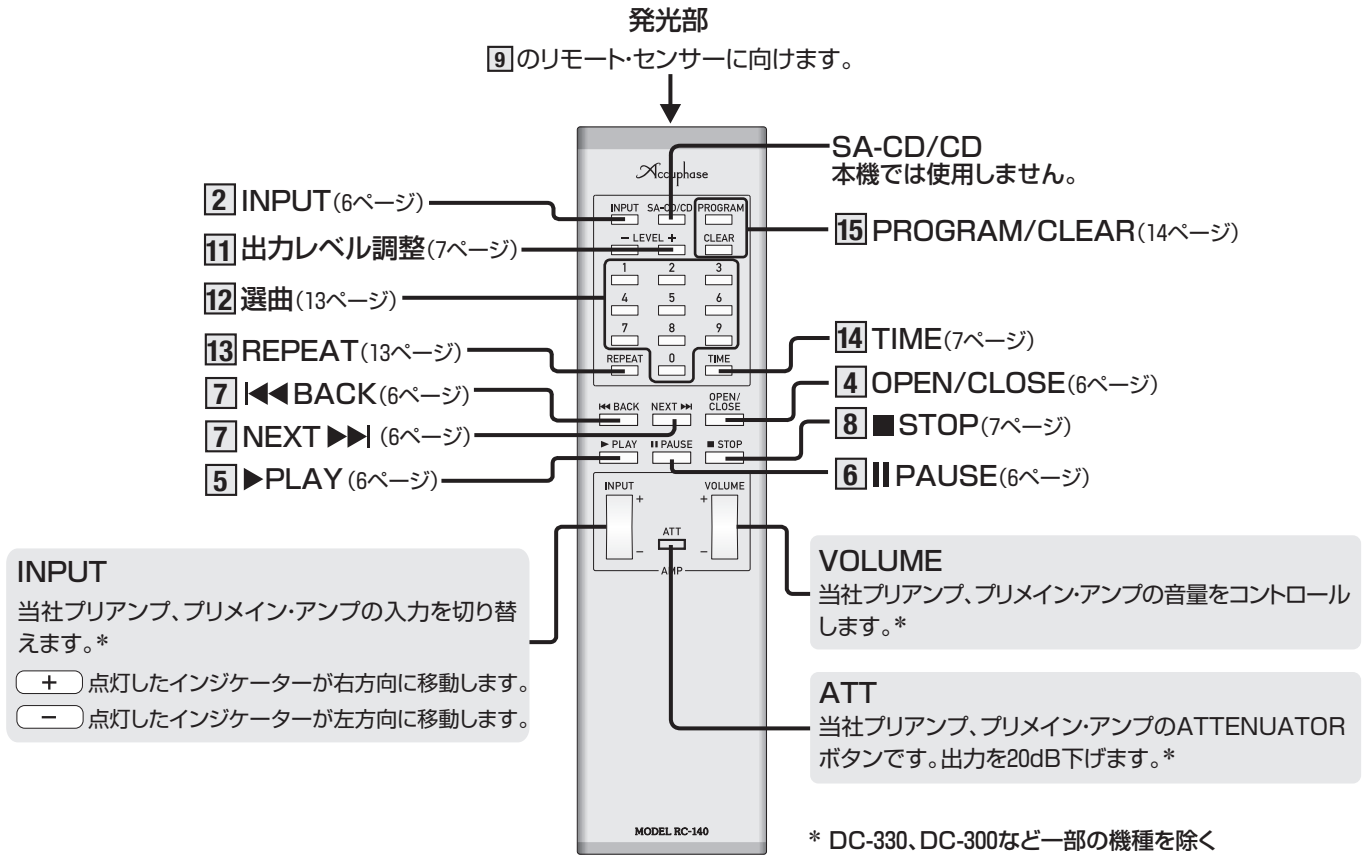 発光部
9のリモート・センサーに向けます。
SA-CD/CD
本機では使用しません。
2 INPUT(6ページ)
11 出力レベル調整(7ページ)
12 選曲(13ページ)
13 REPEAT(13ページ)
7 |◀◀BACK(6ページ)
7 NEXT▶▶| (6ページ)
5 ▶PLAY(6ページ)
15 PROGRAM/CLEAR(14ページ)
14 TIME(7ページ)
4 OPEN/CLOSE(6ページ)
8 ■STOP(7ページ)
6 ⅡPAUSE(6ページ)
Accuphase
INPUT SA-CD/CD PROGRAM
− LEVEL + CLEAR
1 2 3
4 5 6
7 8 9
REPEAT 0 TIME
|◀◀ BACK NEXT ▶▶| OPEN/
CLOSE
▶ PLAY II PAUSE ■ STOP
INPUT VOLUME
+ +
ATT
− −
AMP
MODEL RC-140
INPUT
当社プリアンプ、プリメイン・アンプの入力を切り替
えます。*
+ 点灯したインジケーターが右方向に移動します。
− 点灯したインジケーターが左方向に移動します。
VOLUME
当社プリアンプ、プリメイン・アンプの音量をコントロール
します。*
ATT
当社プリアンプ、プリメイン・アンプのATTENUATOR
ボタンです。出力を20dB下げます。*
* DC-330、DC-300など一部の機種を除く